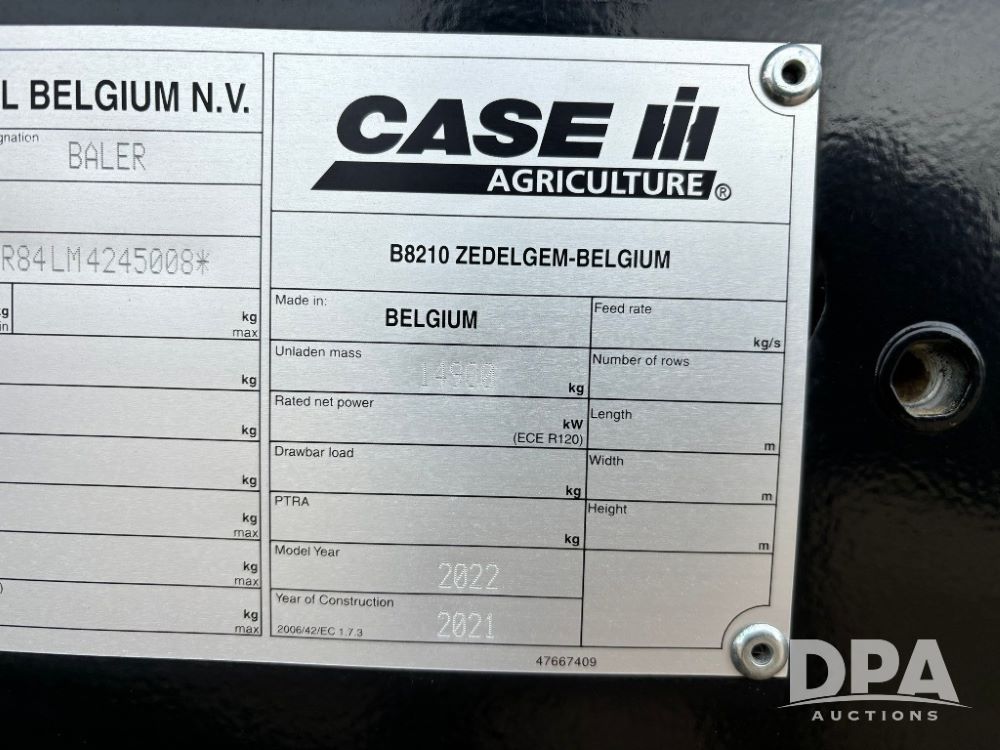 L BELGIUM N.V.
gnation
BALER
R84LM4245008*
kg
in
kg
max
kg
kg
kg
kg
max
kg
max
)
kg
max
CASE IH
AGRICULTURE®
B8210 ZEDELGEM-BELGIUM
Made in:
BELGIUM
Feed rate
kg/s
Unladen mass
14900
kg
Number of rows
Rated net power
kW
(ECE R120)
Length
m
Drawbar load
kg
Width
m
PTRA
kg
Height
m
Model Year
2022
Year of Construction
2006/42/EC 1.7.3
2021
47667409
DPA
AUCTIONS